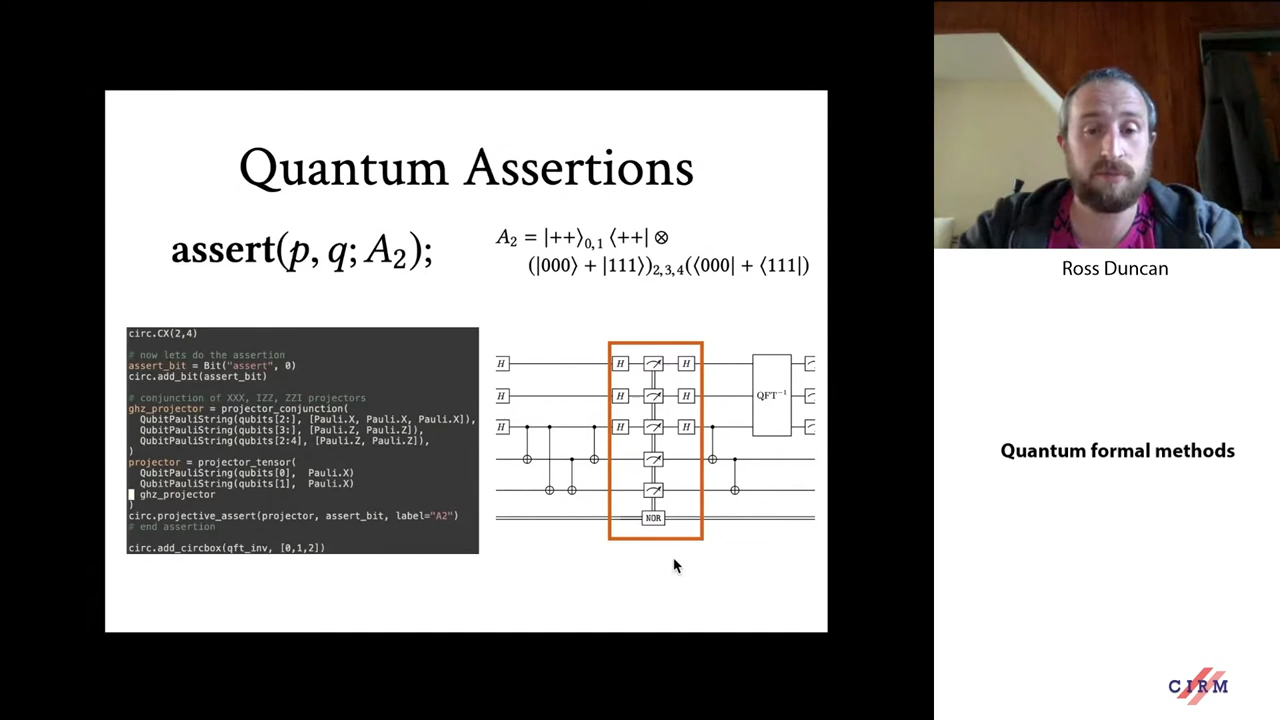 Quantum Assertions
assert(p, q; A₂);
A₂ = |++⟩₀,₁ ⟨++| ⊗
(|000⟩ + |111⟩)₂,₃,₄(⟨000| + ⟨111|)
circ.CX(2,4)
# now lets do the assertion
assert_bit = Bit("assert", 0)
circ.add_bit(assert_bit)
# conjunction of XXX, IZZ, ZZI projectors
ghz_projector = projector_conjunction(
QubitPauliString(qubits[2:], [Pauli.X, Pauli.X, Pauli.X]),
QubitPauliString(qubits[3:], [Pauli.Z, Pauli.Z]),
QubitPauliString(qubits[2:4], [Pauli.Z, Pauli.Z]),
)
projector = projector_tensor(
QubitPauliString(qubits[0], Pauli.X)
QubitPauliString(qubits[1], Pauli.X)
ghz_projector
)
circ.projective_assert(projector, assert_bit, label="A2")
# end assertion
circ.add_circbox(qft_inv, [0,1,2])
H H H
H H H
H H H
QFT⁻¹
NOR
Ross Duncan
Quantum formal methods
CIRM